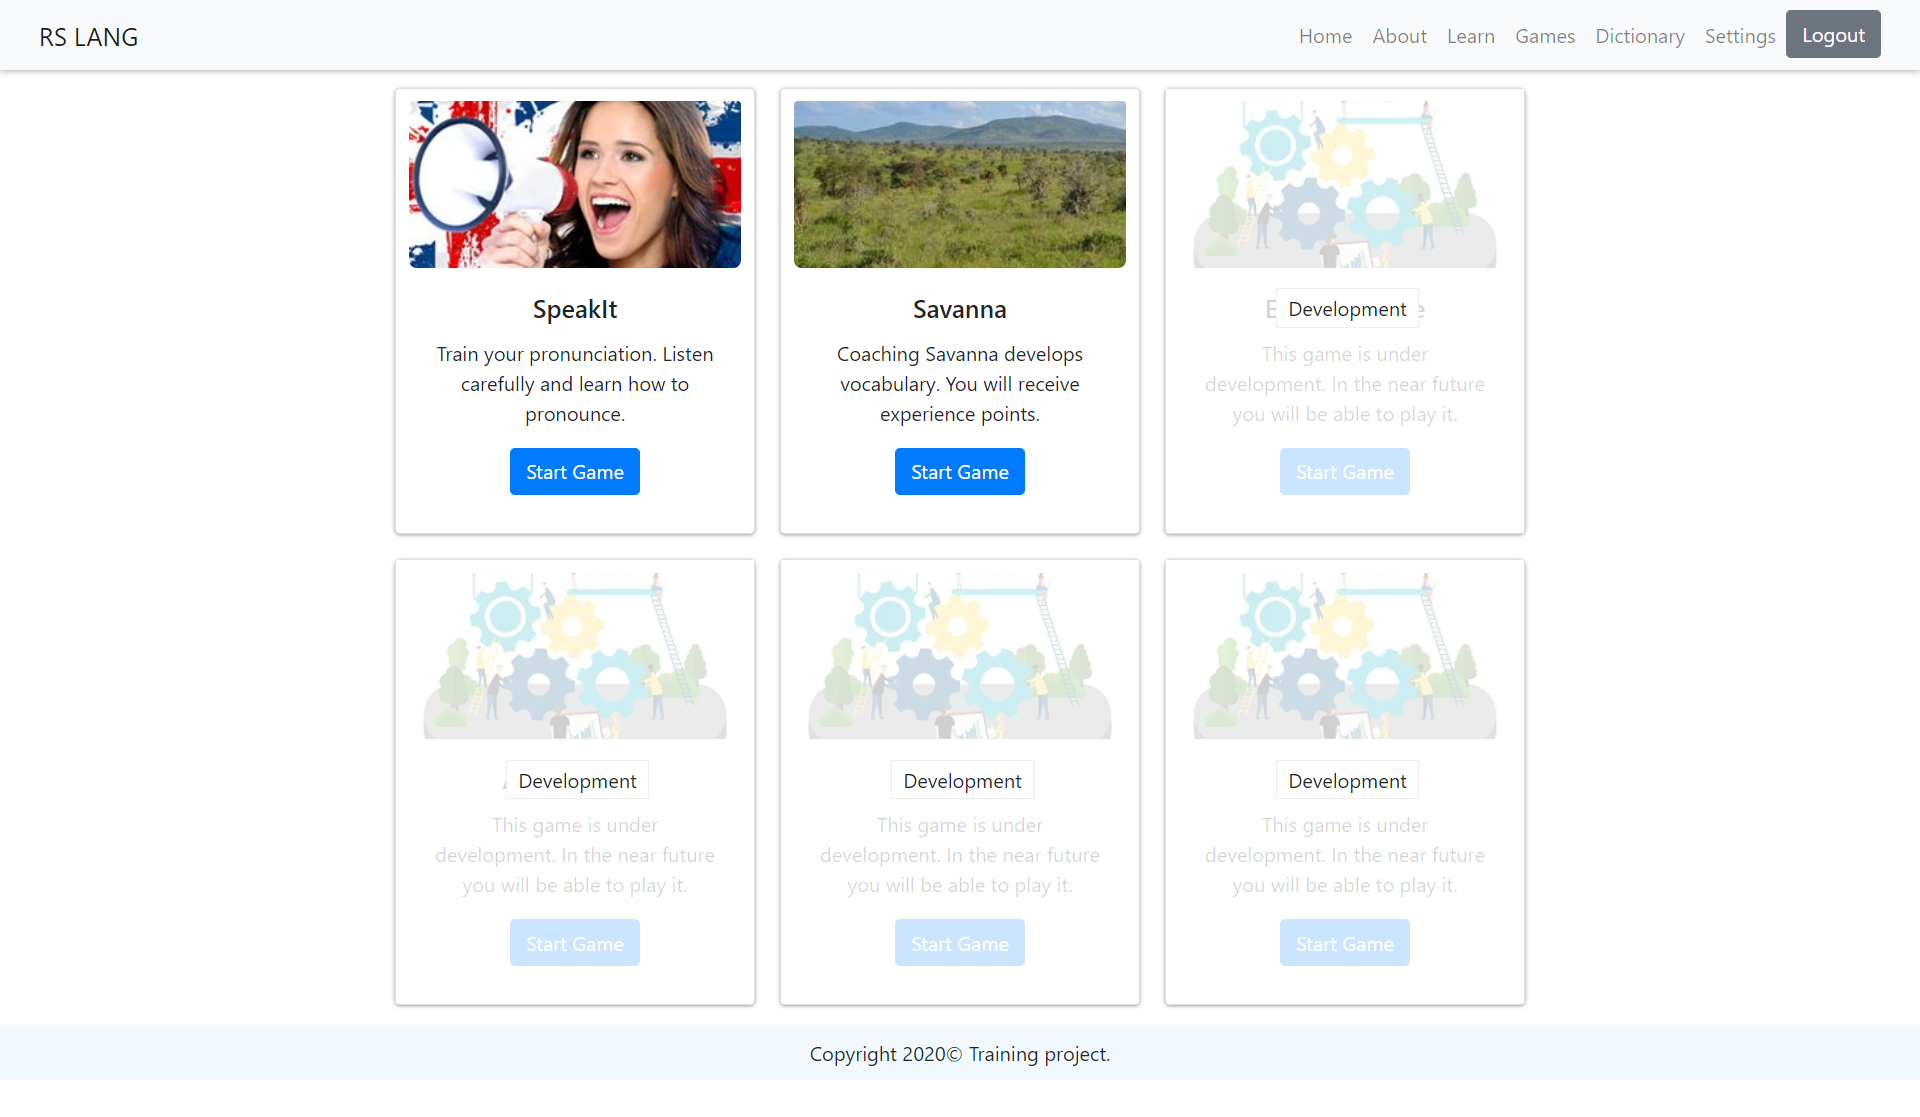 RS LANG
Home About Learn Games Dictionary Settings Logout
SpeakIt
Train your pronunciation. Listen
carefully and learn how to
pronounce.
Start Game
Savanna
Coaching Savanna develops
vocabulary. You will receive
experience points.
Start Game
Development
This game is under
development. In the near future
you will be able to play it.
Start Game
Development
This game is under
development. In the near future
you will be able to play it.
Start Game
Development
This game is under
development. In the near future
you will be able to play it.
Start Game
Development
This game is under
development. In the near future
you will be able to play it.
Start Game
Copyright 2020© Training project.